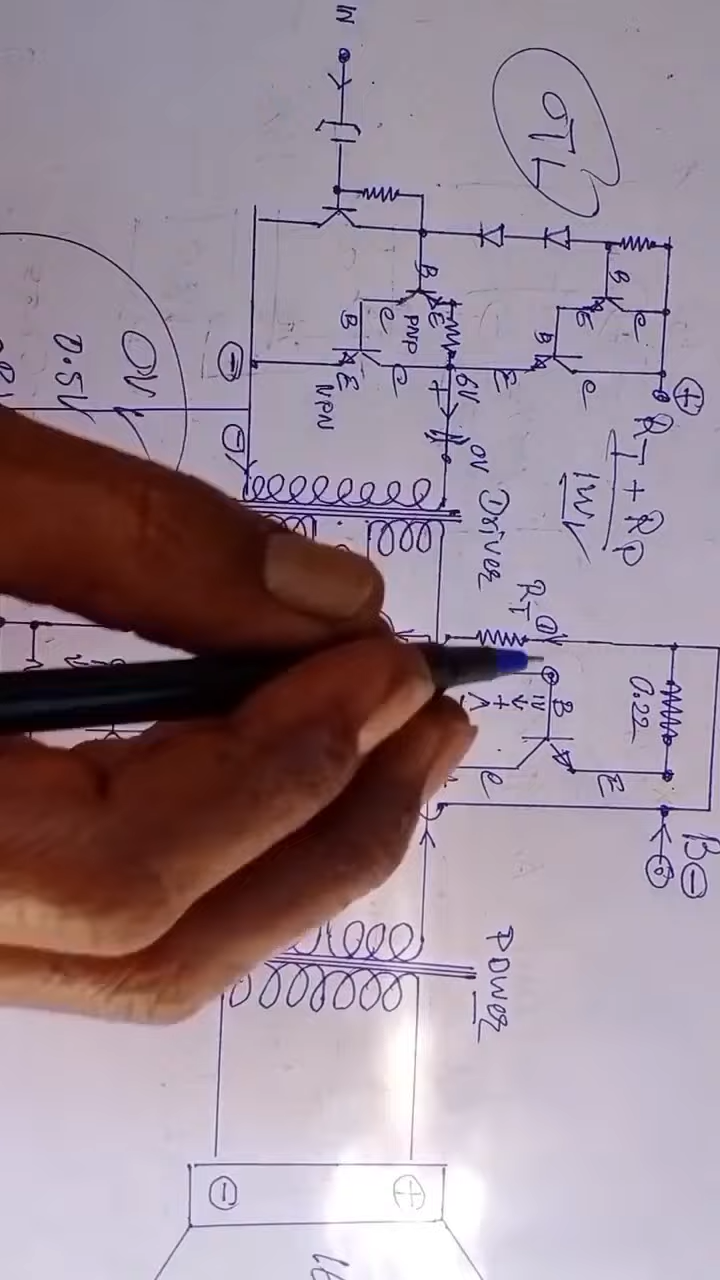 IN
OTL
B
E
C
B
E
C
B
E
C
PNP
B
E
C
NPN
6V
+
0V
⊕
⊖
RT + RP
1W
0V
0.5V
0V
Driver
RT
0V
0.22
B
1V
+
E
C
B⊖
Power
⊖
⊕